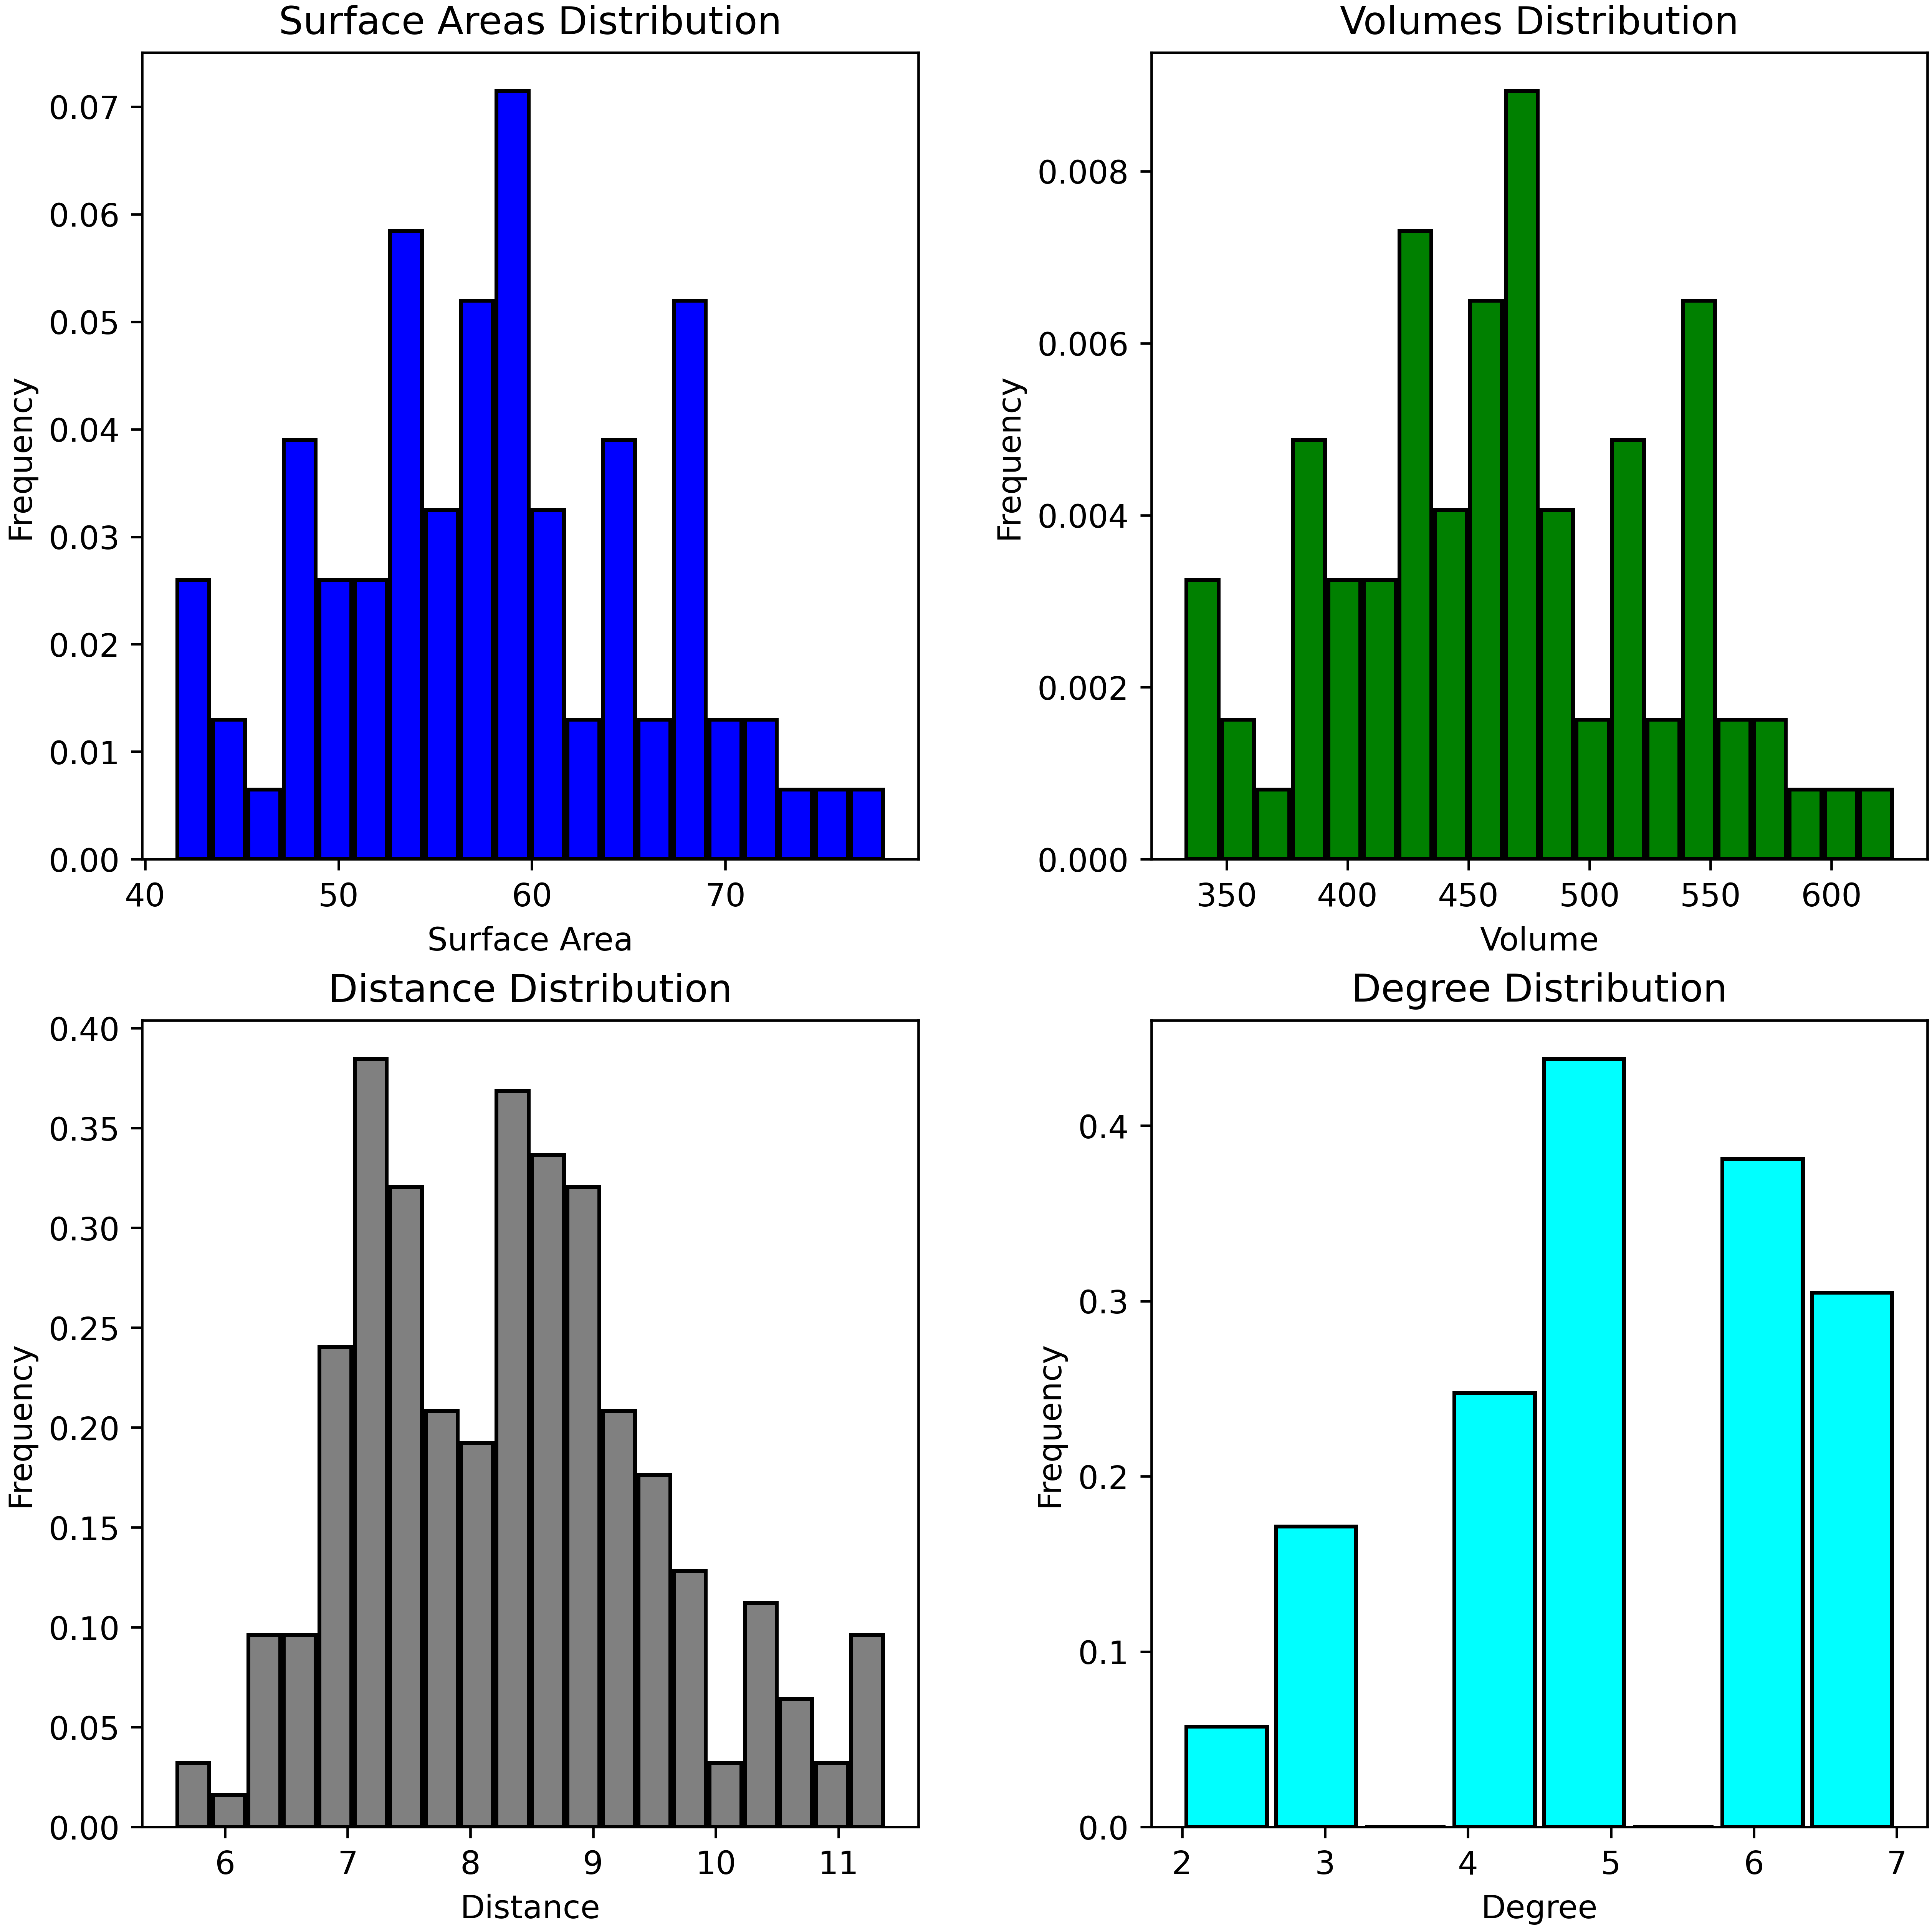 Surface Areas Distribution
Frequency
0.07
0.06
0.05
0.04
0.03
0.02
0.01
0.00
40 50 60 70
Surface Area
Volumes Distribution
Frequency
0.008
0.006
0.004
0.002
0.000
350 400 450 500 550 600
Volume
Distance Distribution
Frequency
0.40
0.35
0.30
0.25
0.20
0.15
0.10
0.05
0.00
6 7 8 9 10 11
Distance
Degree Distribution
Frequency
0.4
0.3
0.2
0.1
0.0
2 3 4 5 6 7
Degree